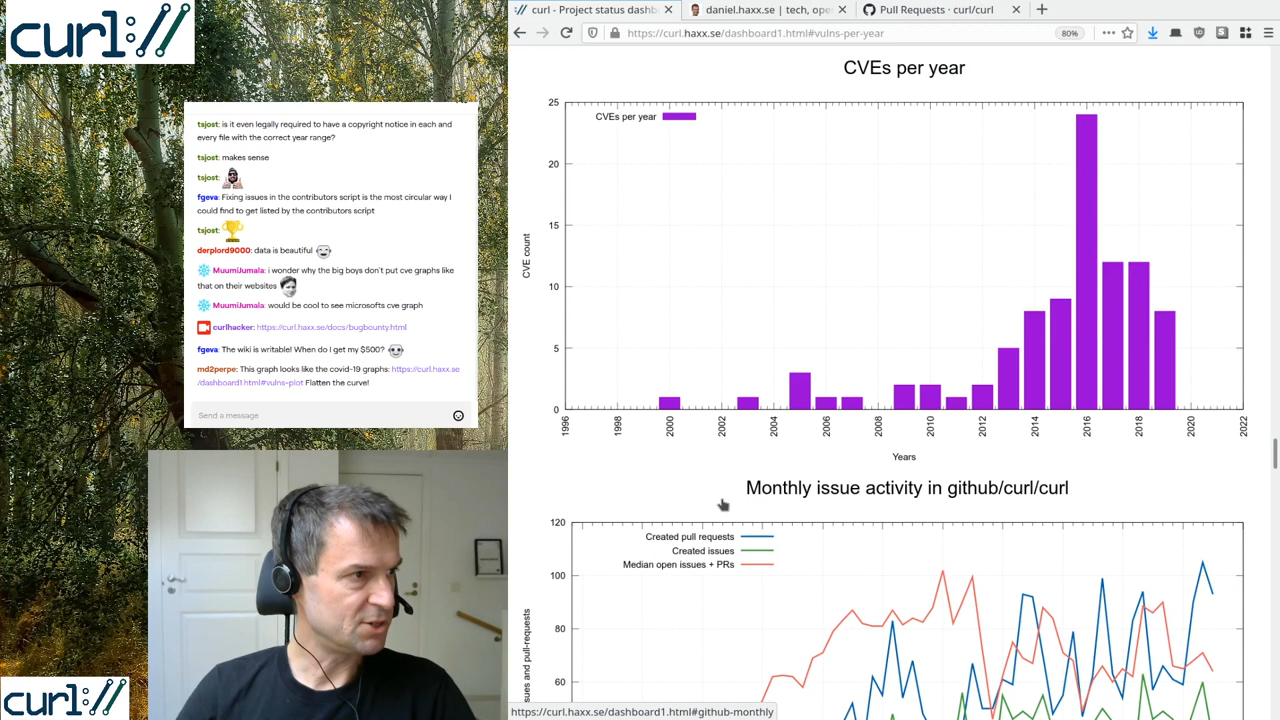 curl://
tsjost: is it even legally required to have a copyright notice in each and
every file with the correct year range?
tsjost: makes sense
tsjost:
fgeva: Fixing issues in the contributors script is the most circular way I
could find to get listed by the contributors script
tsjost:
derplord9000: data is beautiful
MuumiJumala: i wonder why the big boys don't put cve graphs like
that on their websites
MuumiJumala: would be cool to see microsofts cve graph
curlhacker: https://curl.haxx.se/docs/bugbounty.html
fgeva: The wiki is writable! When do I get my $500?
md2perpe: This graph looks like the covid-19 graphs: https://curl.haxx.se
/dashboard1.html#vulns-plot Flatten the curve!
Send a message
curl://
curl - Project status dashb
daniel.haxx.se | tech, ope
Pull Requests · curl/curl
https://curl.haxx.se/dashboard1.html#vulns-per-year
80%
CVEs per year
CVEs per year
25
20
15
10
5
0
CVE count
1996
1998
2000
2002
2004
2006
2008
2010
2012
2014
2016
2018
2020
2022
Years
Monthly issue activity in github/curl/curl
120
100
80
60
Created pull requests
Created issues
Median open issues + PRs
sues and pull-requests
https://curl.haxx.se/dashboard1.html#github-monthly